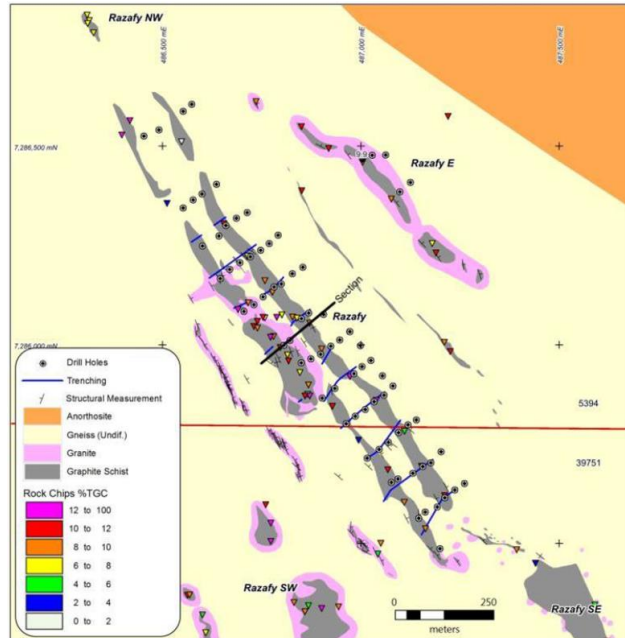 Razafy NW
486,500 mE
487,000 mE
487,500 mE
7,286,500 mN
Razafy E
Section
Razafy
7,286,000 mN
5394
39751
Drill Holes
Trenching
Structural Measurement
Anorthosite
Gneiss (Undif.)
Granite
Graphite Schist
Rock Chips %TGC
12 to 100
10 to 12
8 to 10
6 to 8
4 to 6
2 to 4
0 to 2
Razafy SW
Razafy SE
0
250
meters